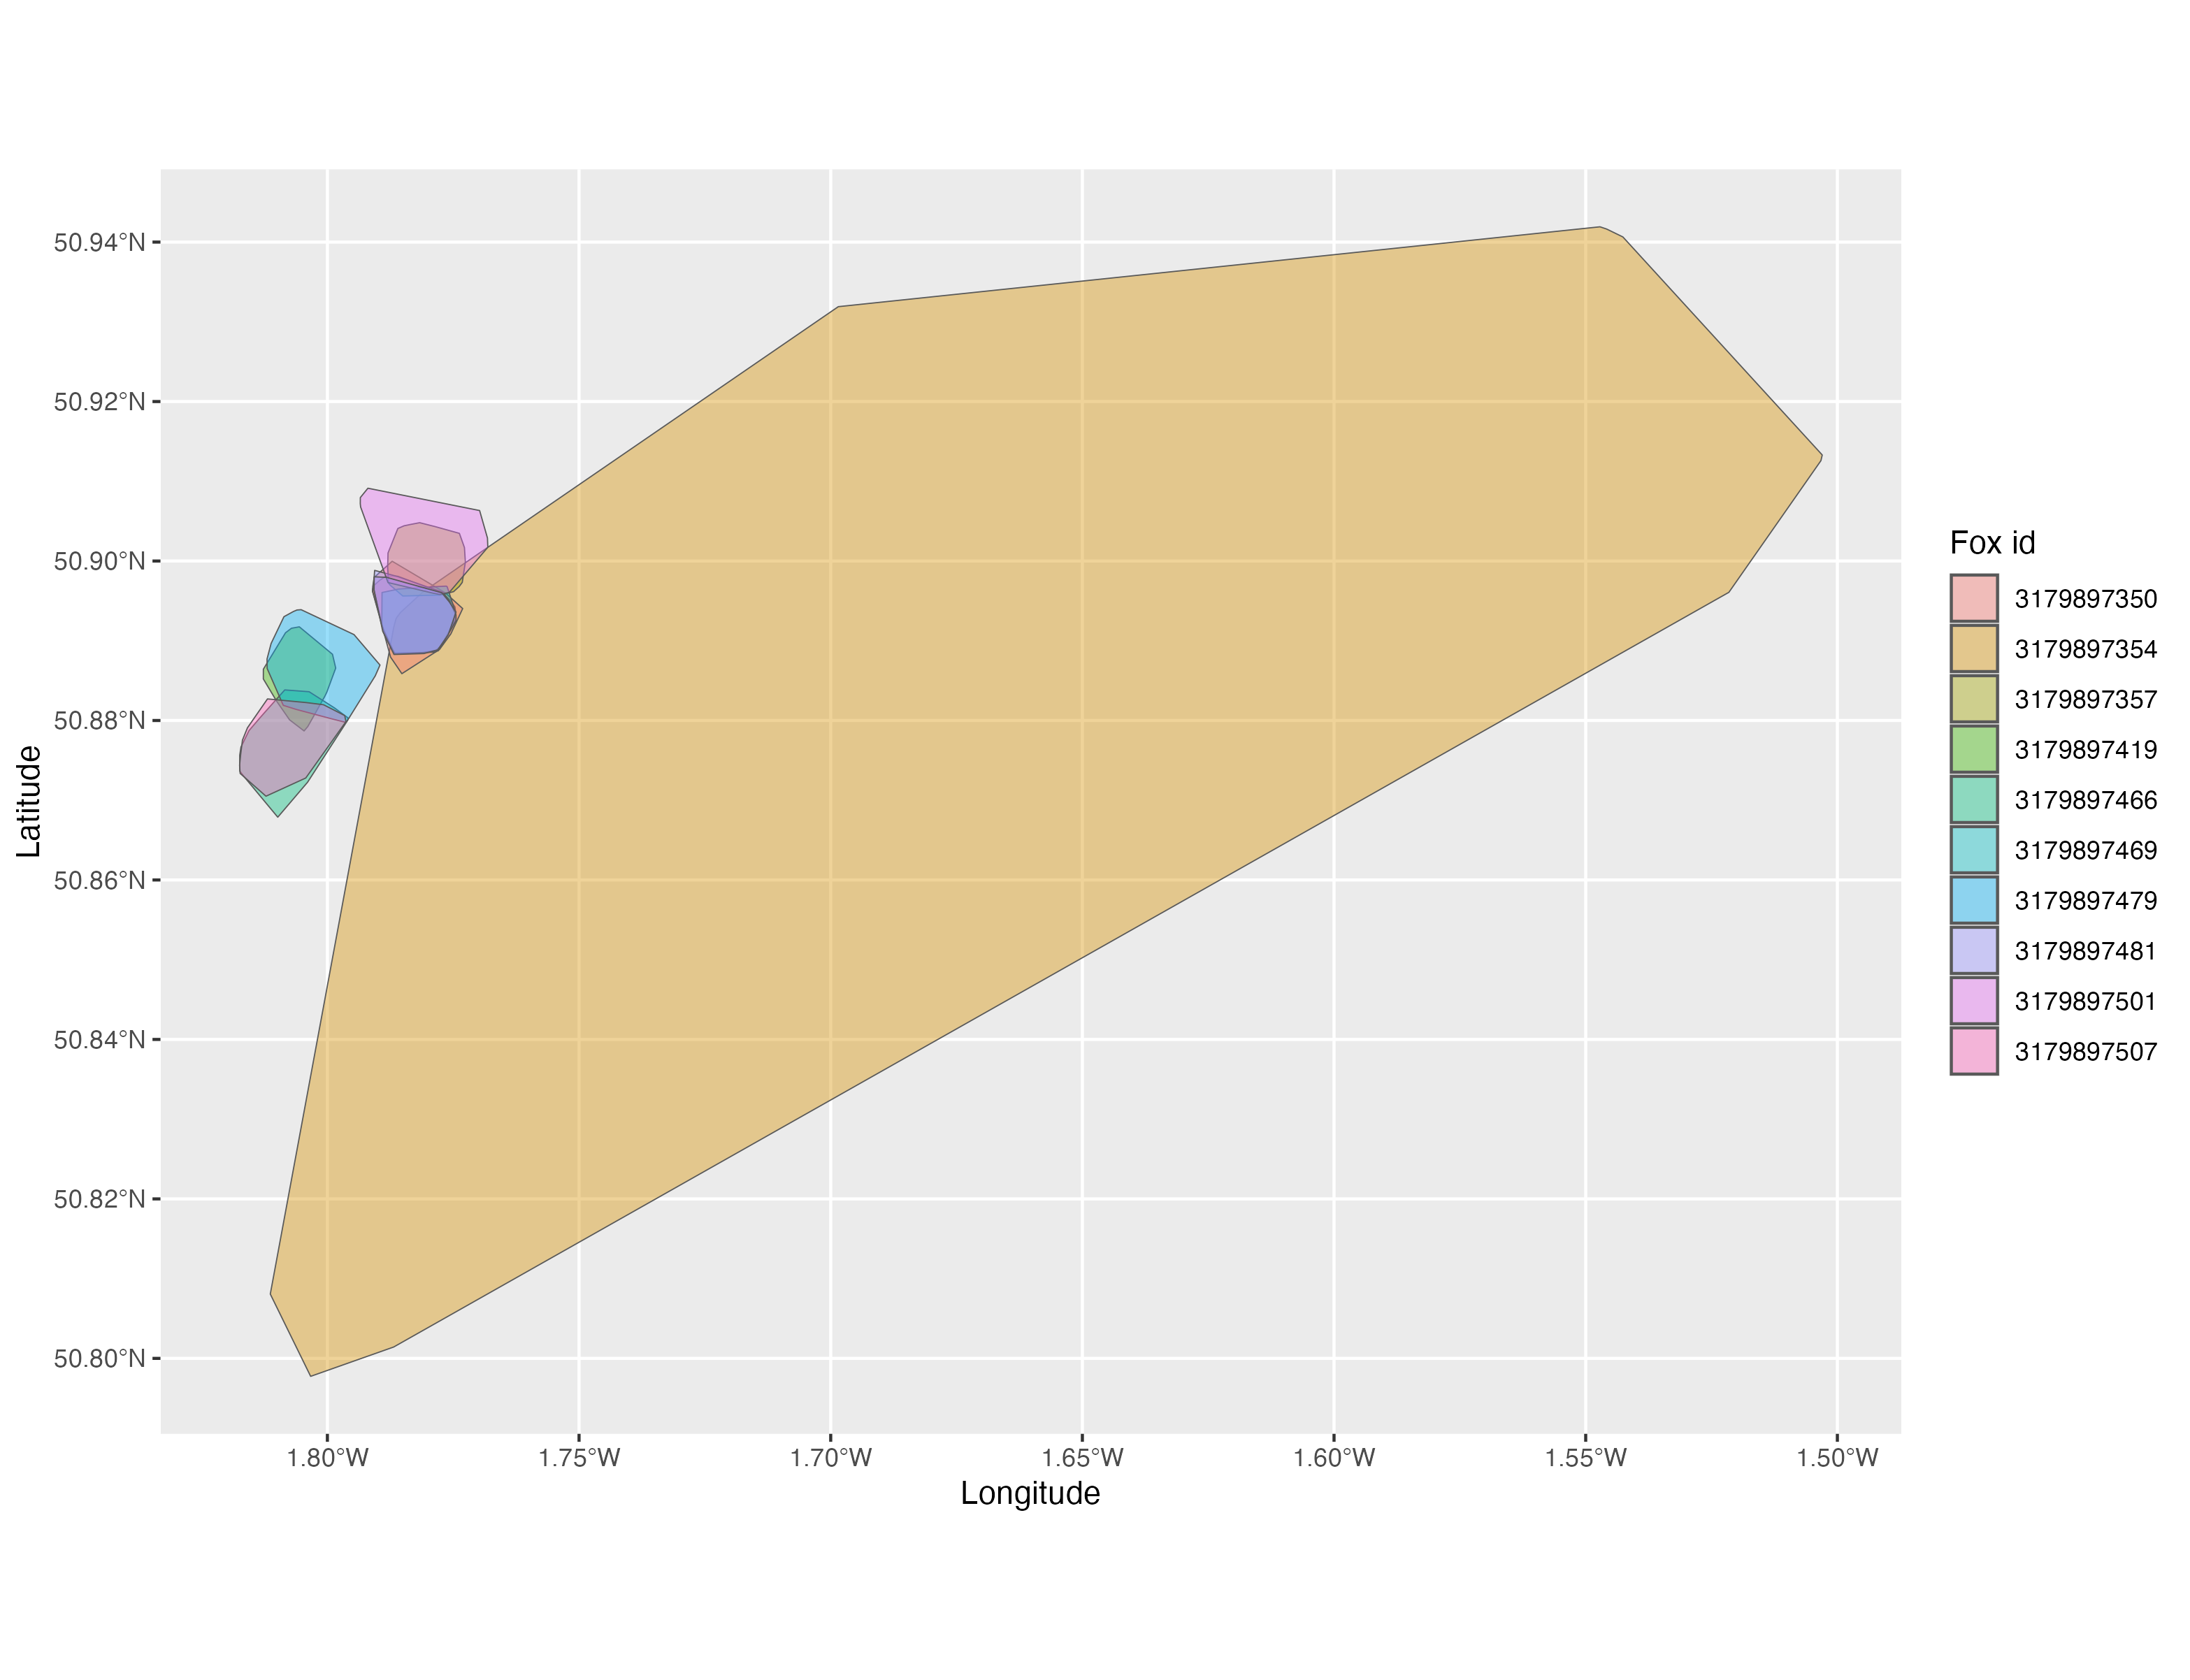 50.94°N
50.92°N
50.90°N
50.88°N
50.86°N
50.84°N
50.82°N
50.80°N
Latitude
1.80°W 1.75°W 1.70°W 1.65°W 1.60°W 1.55°W 1.50°W
Longitude
Fox id
3179897350
3179897354
3179897357
3179897419
3179897466
3179897469
3179897479
3179897481
3179897501
3179897507